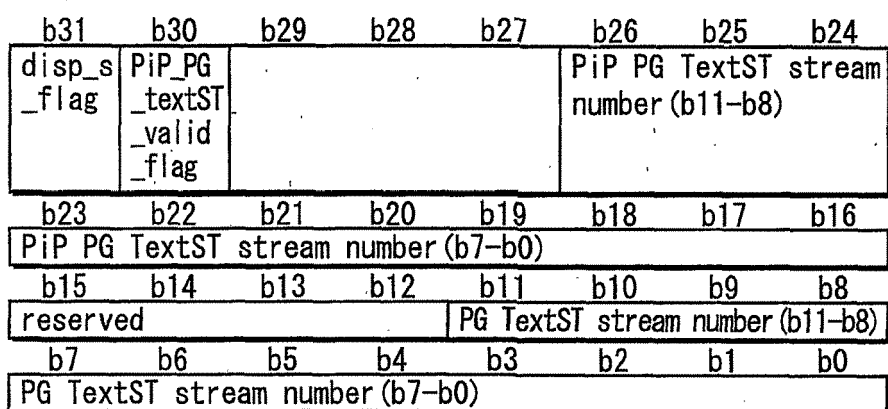 b31 b30 b29 b28 b27 b26 b25 b24
disp_s PiP_PG PiP PG TextST stream
_flag _textST number(b11-b8)
_valid
_flag
b23 b22 b21 b20 b19 b18 b17 b16
PiP PG TextST stream number(b7-b0)
b15 b14 b13 b12 b11 b10 b9 b8
reserved PG TextST stream number(b11-b8)
b7 b6 b5 b4 b3 b2 b1 b0
PG TextST stream number(b7-b0)